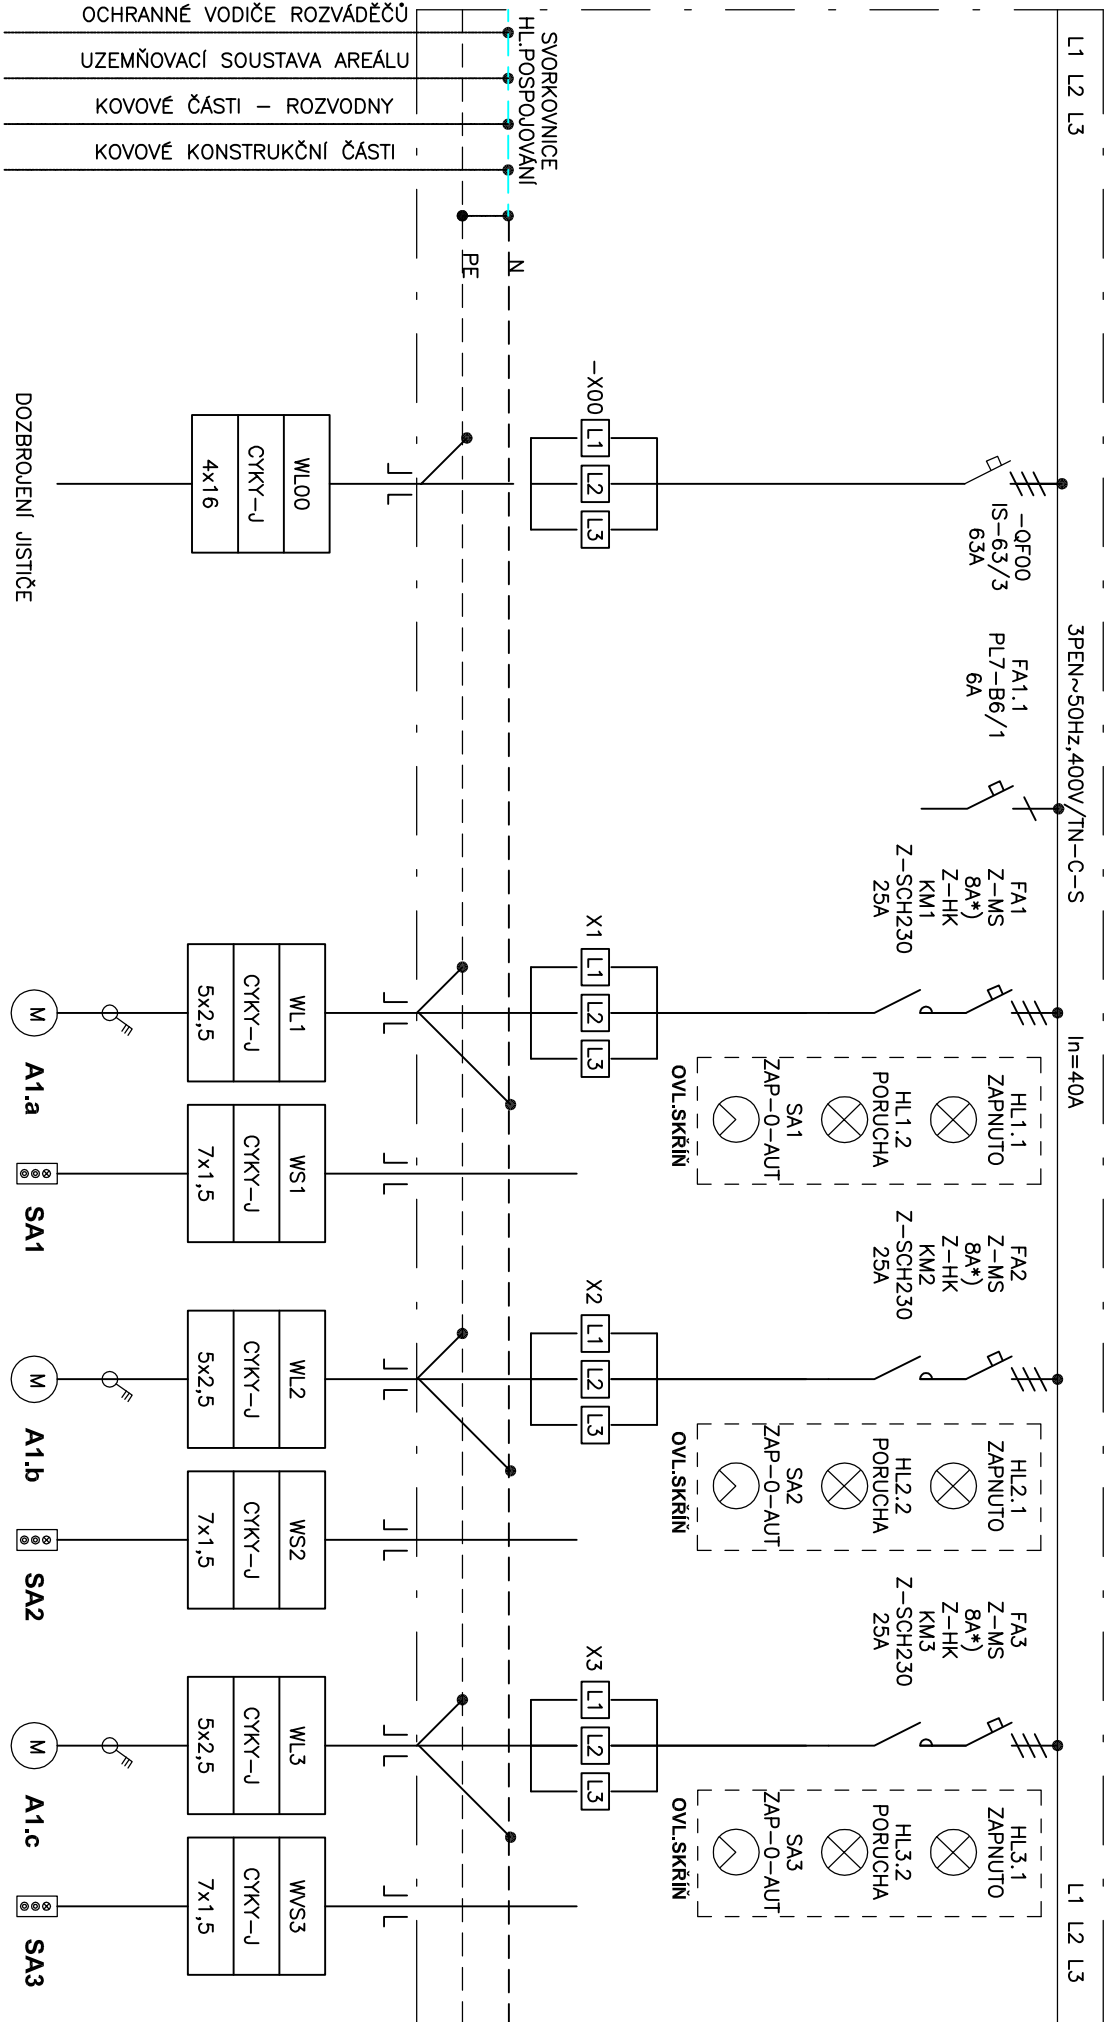 L1 L2 L3
3PEN~50Hz,400V/TN-C-S
In=40A
L1 L2 L3
SVORKOVNICE
HL.POSPOJOVÁNÍ
OCHRANNÉ VODIČE ROZVÁDĚČŮ
UZEMŇOVACÍ SOUSTAVA AREÁLU
KOVOVÉ ČÁSTI – ROZVODNY
KOVOVÉ KONSTRUKČNÍ ČÁSTI
N
PE
-QF00
IS-63/3
63A
-X00
L1
L2
L3
WL00
CYKY-J
4x16
DOZBROJENÍ JISTIČE
FA1.1
PL7-B6/1
6A
FA1
Z-MS
8A*)
Z-HK
KM1
Z-SCH230
25A
HL1.1
ZAPNUTO
HL1.2
PORUCHA
SA1
ZAP-0-AUT
OVL.SKŘÍŇ
X1
L1
L2
L3
WL1
CYKY-J
5x2,5
M
A1.a
WS1
CYKY-J
7x1,5
SA1
FA2
Z-MS
8A*)
Z-HK
KM2
Z-SCH230
25A
HL2.1
ZAPNUTO
HL2.2
PORUCHA
SA2
ZAP-0-AUT
OVL.SKŘÍŇ
X2
L1
L2
L3
WL2
CYKY-J
5x2,5
M
A1.b
WS2
CYKY-J
7x1,5
SA2
FA3
Z-MS
8A*)
Z-HK
KM3
Z-SCH230
25A
HL3.1
ZAPNUTO
HL3.2
PORUCHA
SA3
ZAP-0-AUT
OVL.SKŘÍŇ
X3
L1
L2
L3
WL3
CYKY-J
5x2,5
M
A1.c
WVS3
CYKY-J
7x1,5
SA3